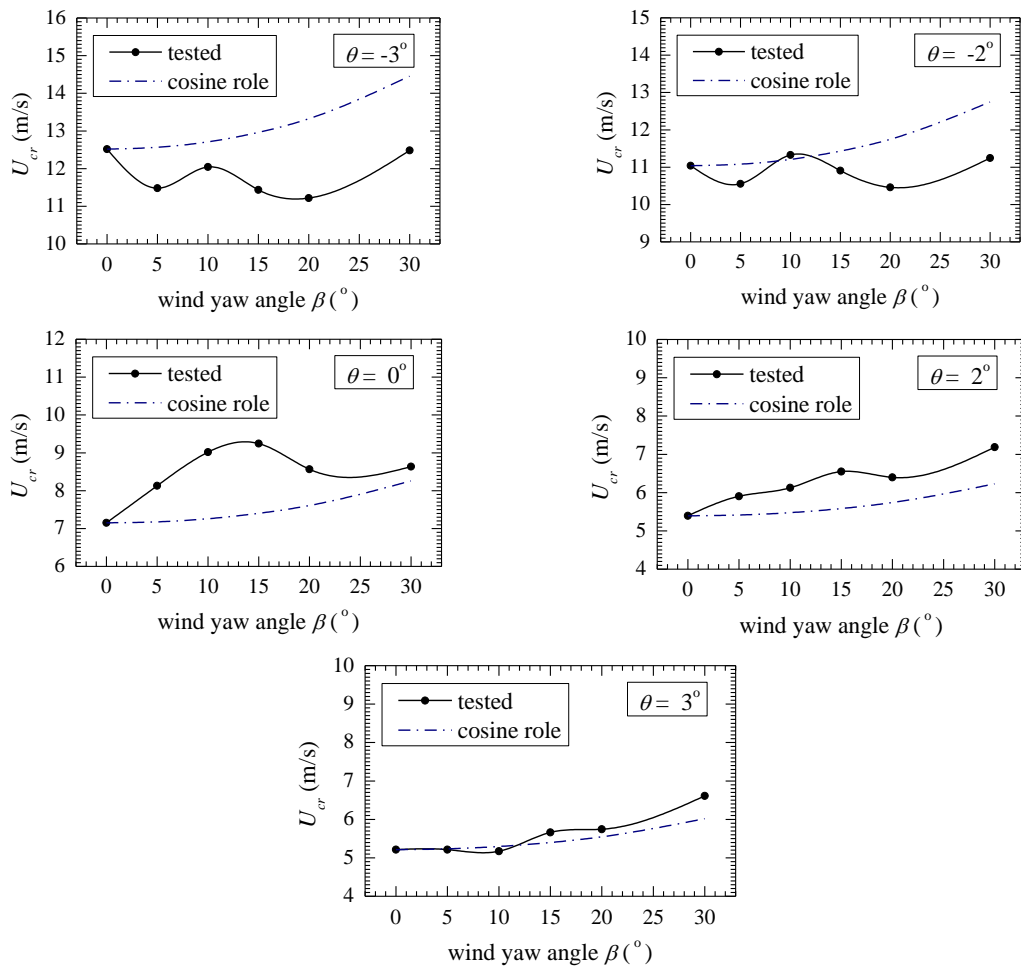 16
15
14
13
12
11
10
U_cr (m/s)
tested
cosine role
θ = -3°
0 5 10 15 20 25 30
wind yaw angle β (°)
15
14
13
12
11
10
9
U_cr (m/s)
tested
cosine role
θ = -2°
0 5 10 15 20 25 30
wind yaw angle β (°)
12
11
10
9
8
7
6
U_cr (m/s)
tested
cosine role
θ = 0°
0 5 10 15 20 25 30
wind yaw angle β (°)
10
9
8
7
6
5
4
U_cr (m/s)
tested
cosine role
θ = 2°
0 5 10 15 20 25 30
wind yaw angle β (°)
10
9
8
7
6
5
4
U_cr (m/s)
tested
cosine role
θ = 3°
0 5 10 15 20 25 30
wind yaw angle β (°)